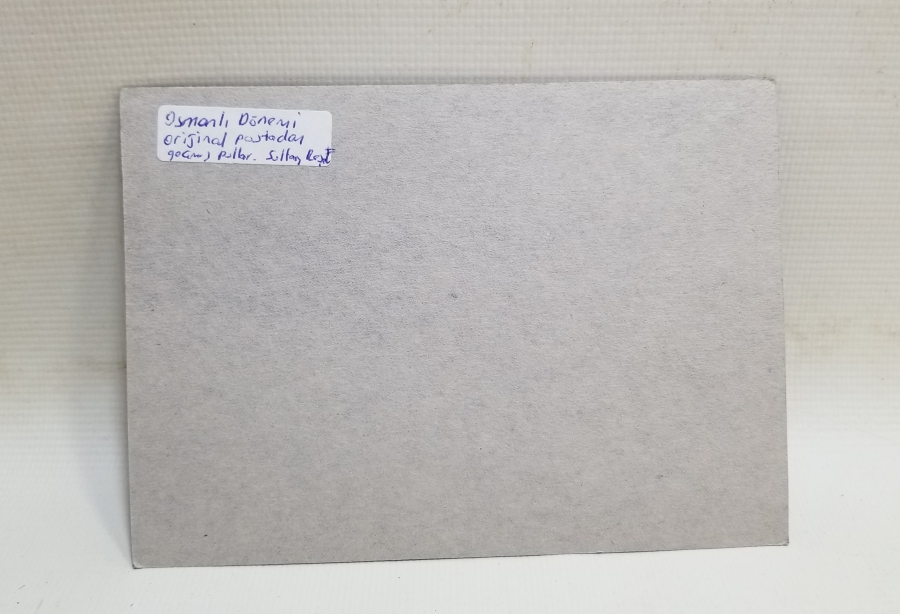 Osmanlı Dönemi
orijinal postadan
geçmiş pullar. Sultan Reşat